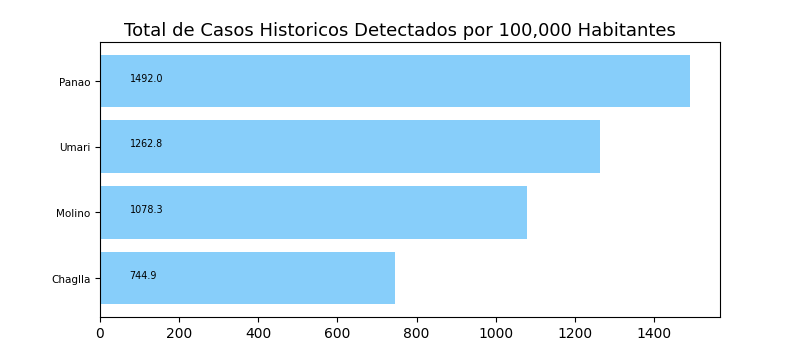 Total de Casos Historicos Detectados por 100,000 Habitantes
Panao 1492.0
Umari 1262.8
Molino 1078.3
Chaglla 744.9
0 200 400 600 800 1000 1200 1400